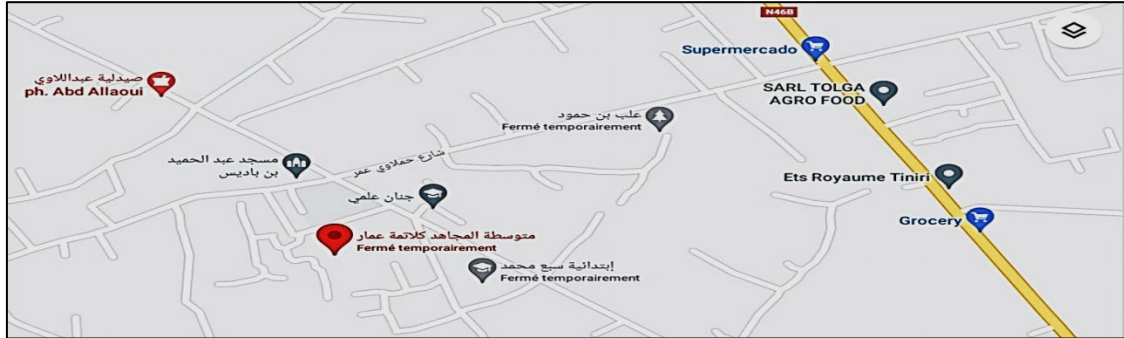 N46B
Supermercado
صيدلية عبداللاوي
ph. Abd Allaoui
SARL TOLGA
AGRO FOOD
علب بن حمود
Fermé temporairement
شارع حملاوي عمر
مسجد عبد الحميد
بن باديس
Ets Royaume Tiniri
جنان علمي
Grocery
متوسطة المجاهد كلاتمة عمار
Fermé temporairement
إبتدائية سبع محمد
Fermé temporairement